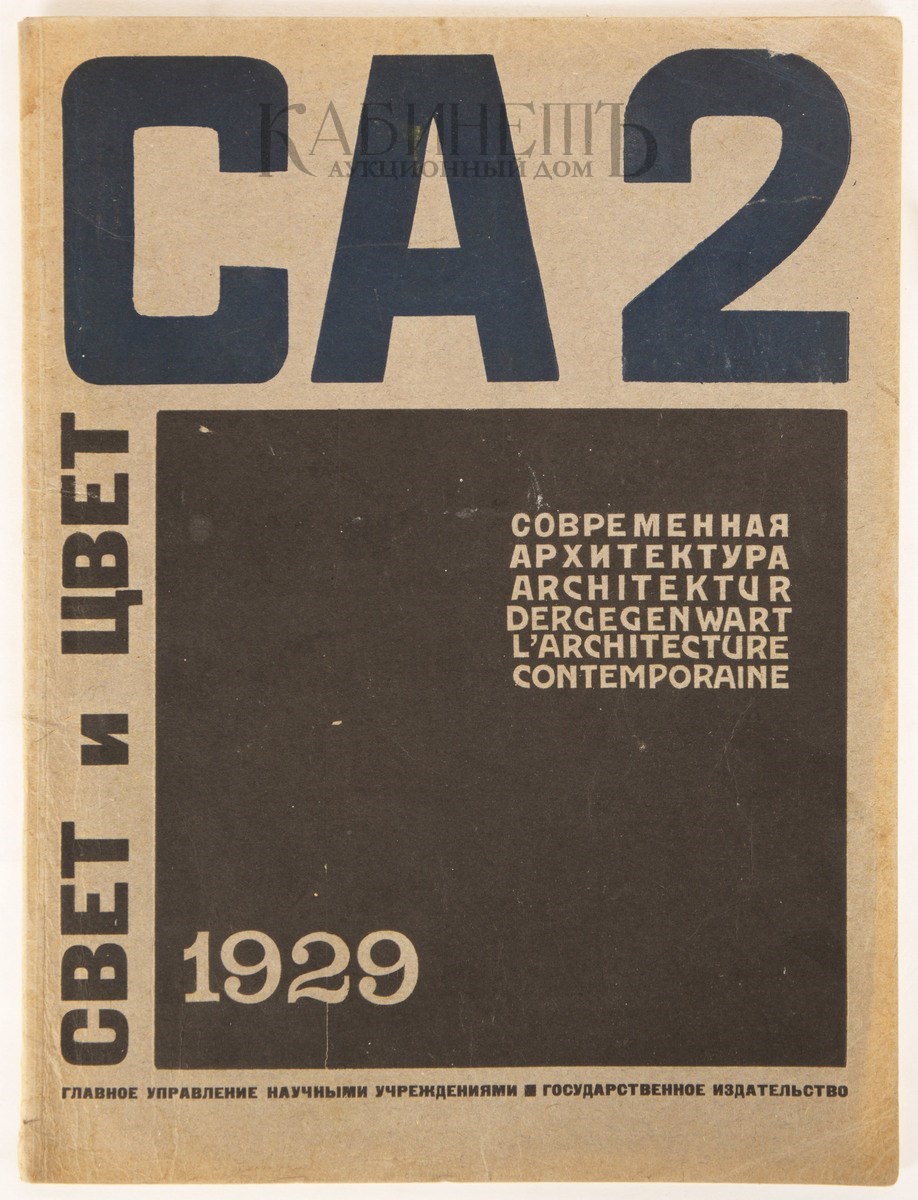 СА2
КАБИНЕТЪ
АУКЦИОННЫЙ ДОМ
СВЕТ и ЦВЕТ
СОВРЕМЕННАЯ
АРХИТЕКТУРА
ARCHITEKTUR
DERGEGENWART
L'ARCHITECTURE
CONTEMPORAINE
1929
ГЛАВНОЕ УПРАВЛЕНИЕ НАУЧНЫМИ УЧРЕЖДЕНИЯМИ ■ ГОСУДАРСТВЕННОЕ ИЗДАТЕЛЬСТВО